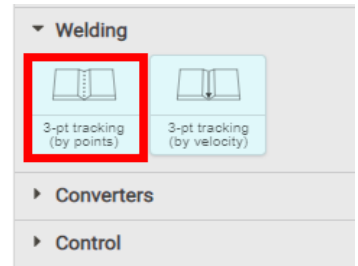 Welding
3-pt tracking
(by points)
3-pt tracking
(by velocity)
Converters
Control